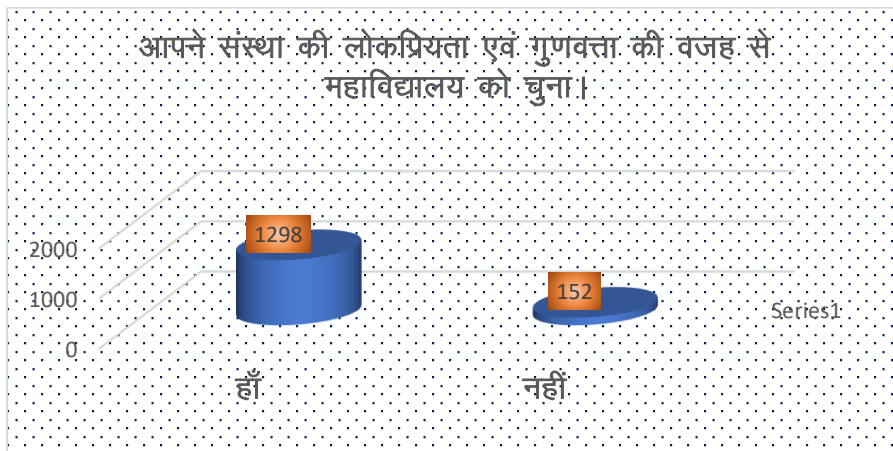 आपने संस्था की लोकप्रियता एवं गुणवत्ता की वजह से
महाविद्यालय को चुना।
1298
2000
152
1000
Series1
0
हाँ
नहीं